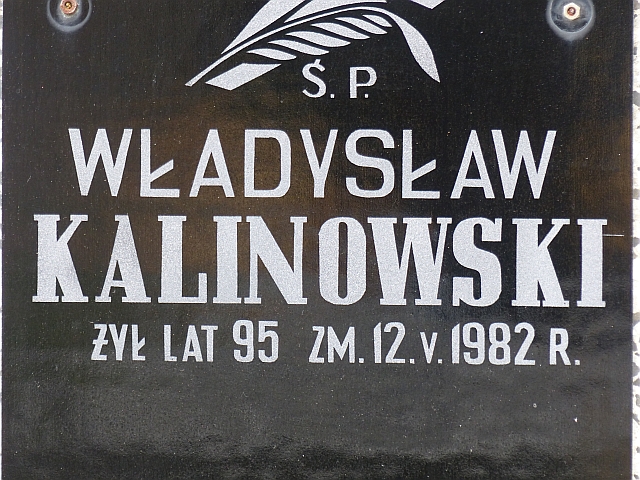 Ś. P.
WŁADYSŁAW
KALINOWSKI
ŻYŁ LAT 95 ZM. 12. V. 1982 R.